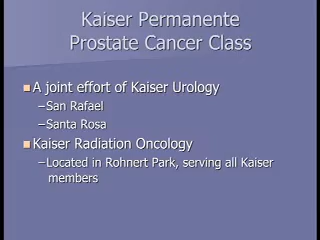 Kaiser Permanente
Prostate Cancer Class
A joint effort of Kaiser Urology
–San Rafael
–Santa Rosa
Kaiser Radiation Oncology
–Located in Rohnert Park, serving all Kaiser
members